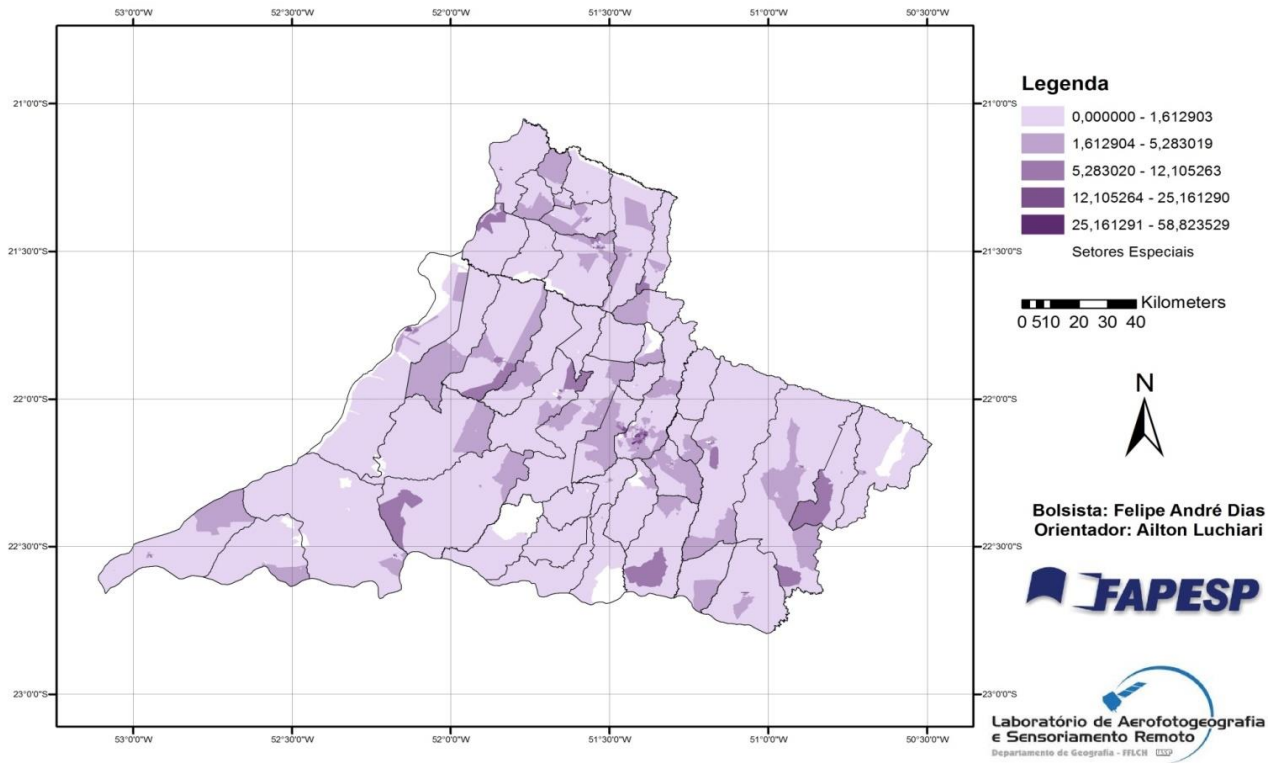 53°0'0"W 52°30'0"W 52°0'0"W 51°30'0"W 51°0'0"W 50°30'0"W
21°0'0"S 21°0'0"S
21°30'0"S 21°30'0"S
22°0'0"S 22°0'0"S
22°30'0"S 22°30'0"S
23°0'0"S 23°0'0"S
53°0'0"W 52°30'0"W 52°0'0"W 51°30'0"W 51°0'0"W 50°30'0"W
Legenda
0,000000 - 1,612903
1,612904 - 5,283019
5,283020 - 12,105263
12,105264 - 25,161290
25,161291 - 58,823529
Setores Especiais
Kilometers
0 5 10 20 30 40
N
Bolsista: Felipe André Dias
Orientador: Ailton Luchiari
FAPESP
Laboratório de Aerofotogeografia
e Sensoriamento Remoto
Departamento de Geografia - FFLCH USP